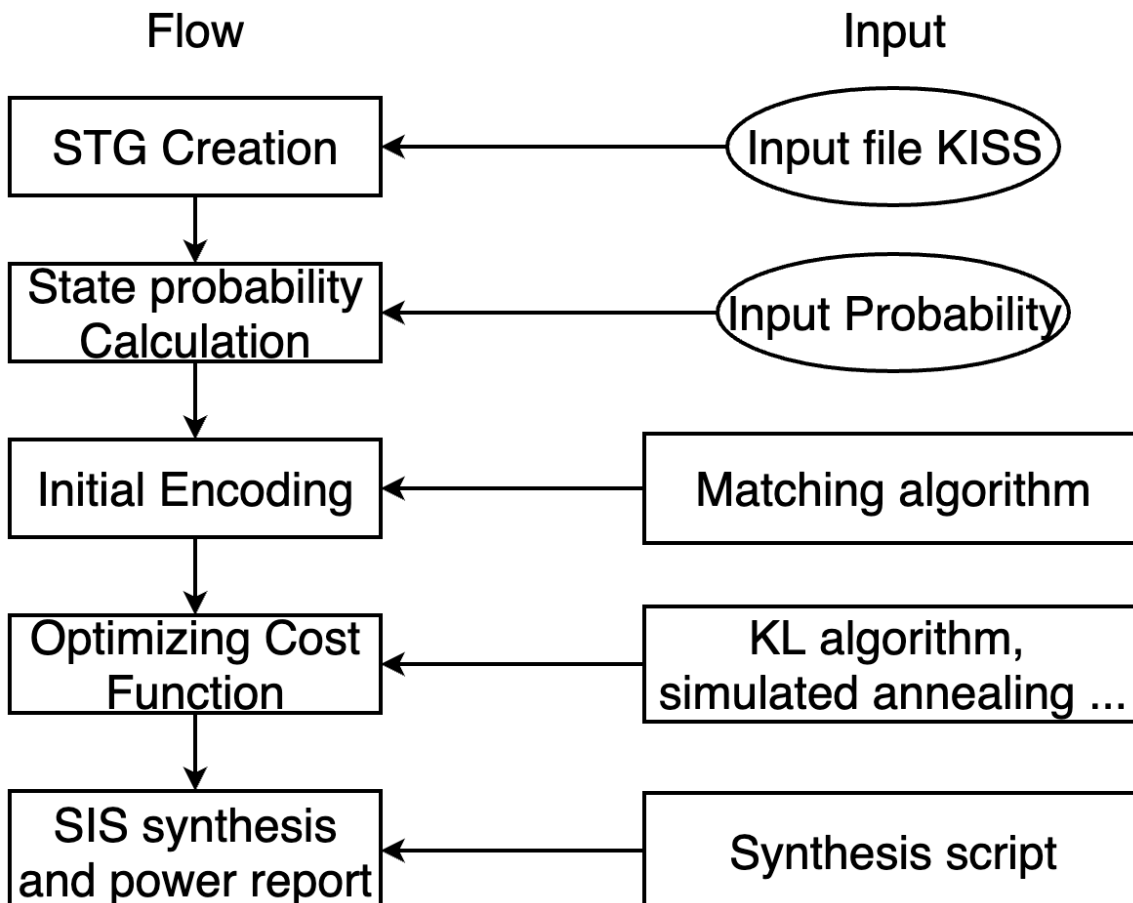 Flow
Input
STG Creation
Input file KISS
State probability
Calculation
Input Probability
Initial Encoding
Matching algorithm
Optimizing Cost
Function
KL algorithm,
simulated annealing ...
SIS synthesis
and power report
Synthesis script